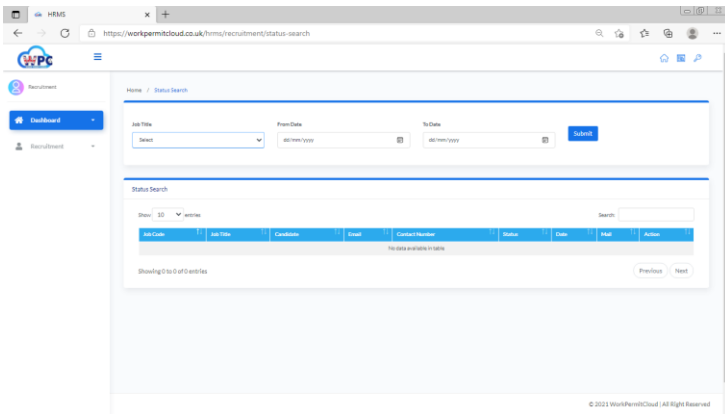 HRMS
https://workpermitcloud.co.uk/hrms/recruitment/status-search
WPC
Recruitment
Dashboard
Recruitment
Home / Status Search
Job Title From Date To Date
Select dd/mm/yyyy dd/mm/yyyy Submit
Status Search
Show 10 entries Search:
Job Code Job Title Candidate Email Contact Number Status Date Mail Action
No data available in table
Showing 0 to 0 of 0 entries Previous Next
© 2021 WorkPermitCloud | All Right Reserved